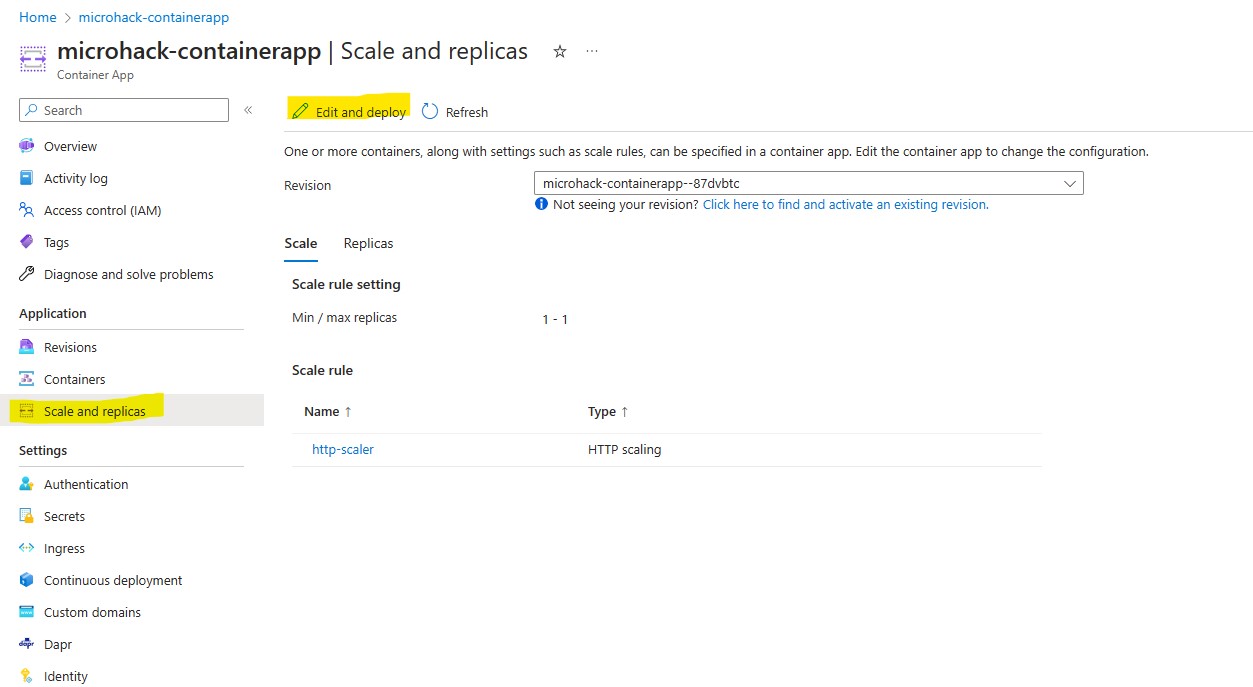 Home > microhack-containerapp
microhack-containerapp | Scale and replicas ☆ ...
Container App
Search «
Edit and deploy Refresh
Overview
Activity log
Access control (IAM)
Tags
Diagnose and solve problems
Application
Revisions
Containers
Scale and replicas
Settings
Authentication
Secrets
Ingress
Continuous deployment
Custom domains
dapr Dapr
Identity
One or more containers, along with settings such as scale rules, can be specified in a container app. Edit the container app to change the configuration.
Revision microhack-containerapp--87dvbtc
Not seeing your revision? Click here to find and activate an existing revision.
Scale Replicas
Scale rule setting
Min / max replicas 1 - 1
Scale rule
Name ↑ Type ↑
http-scaler HTTP scaling